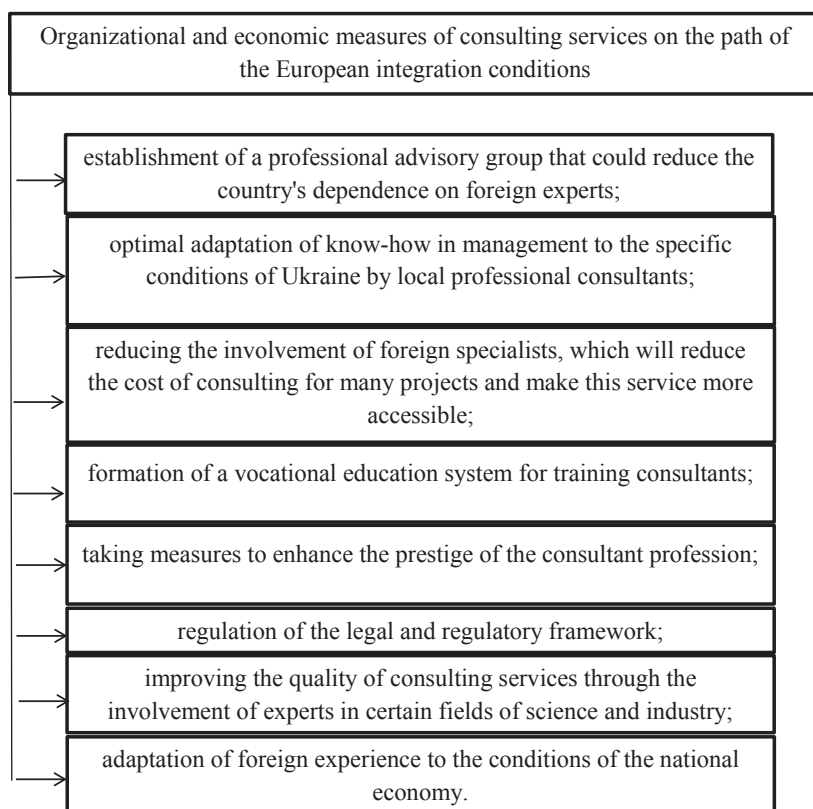 Organizational and economic measures of consulting services on the path of
the European integration conditions
establishment of a professional advisory group that could reduce the
country's dependence on foreign experts;
optimal adaptation of know-how in management to the specific
conditions of Ukraine by local professional consultants;
reducing the involvement of foreign specialists, which will reduce
the cost of consulting for many projects and make this service more
accessible;
formation of a vocational education system for training consultants;
taking measures to enhance the prestige of the consultant profession;
regulation of the legal and regulatory framework;
improving the quality of consulting services through the
involvement of experts in certain fields of science and industry;
adaptation of foreign experience to the conditions of the national
economy.